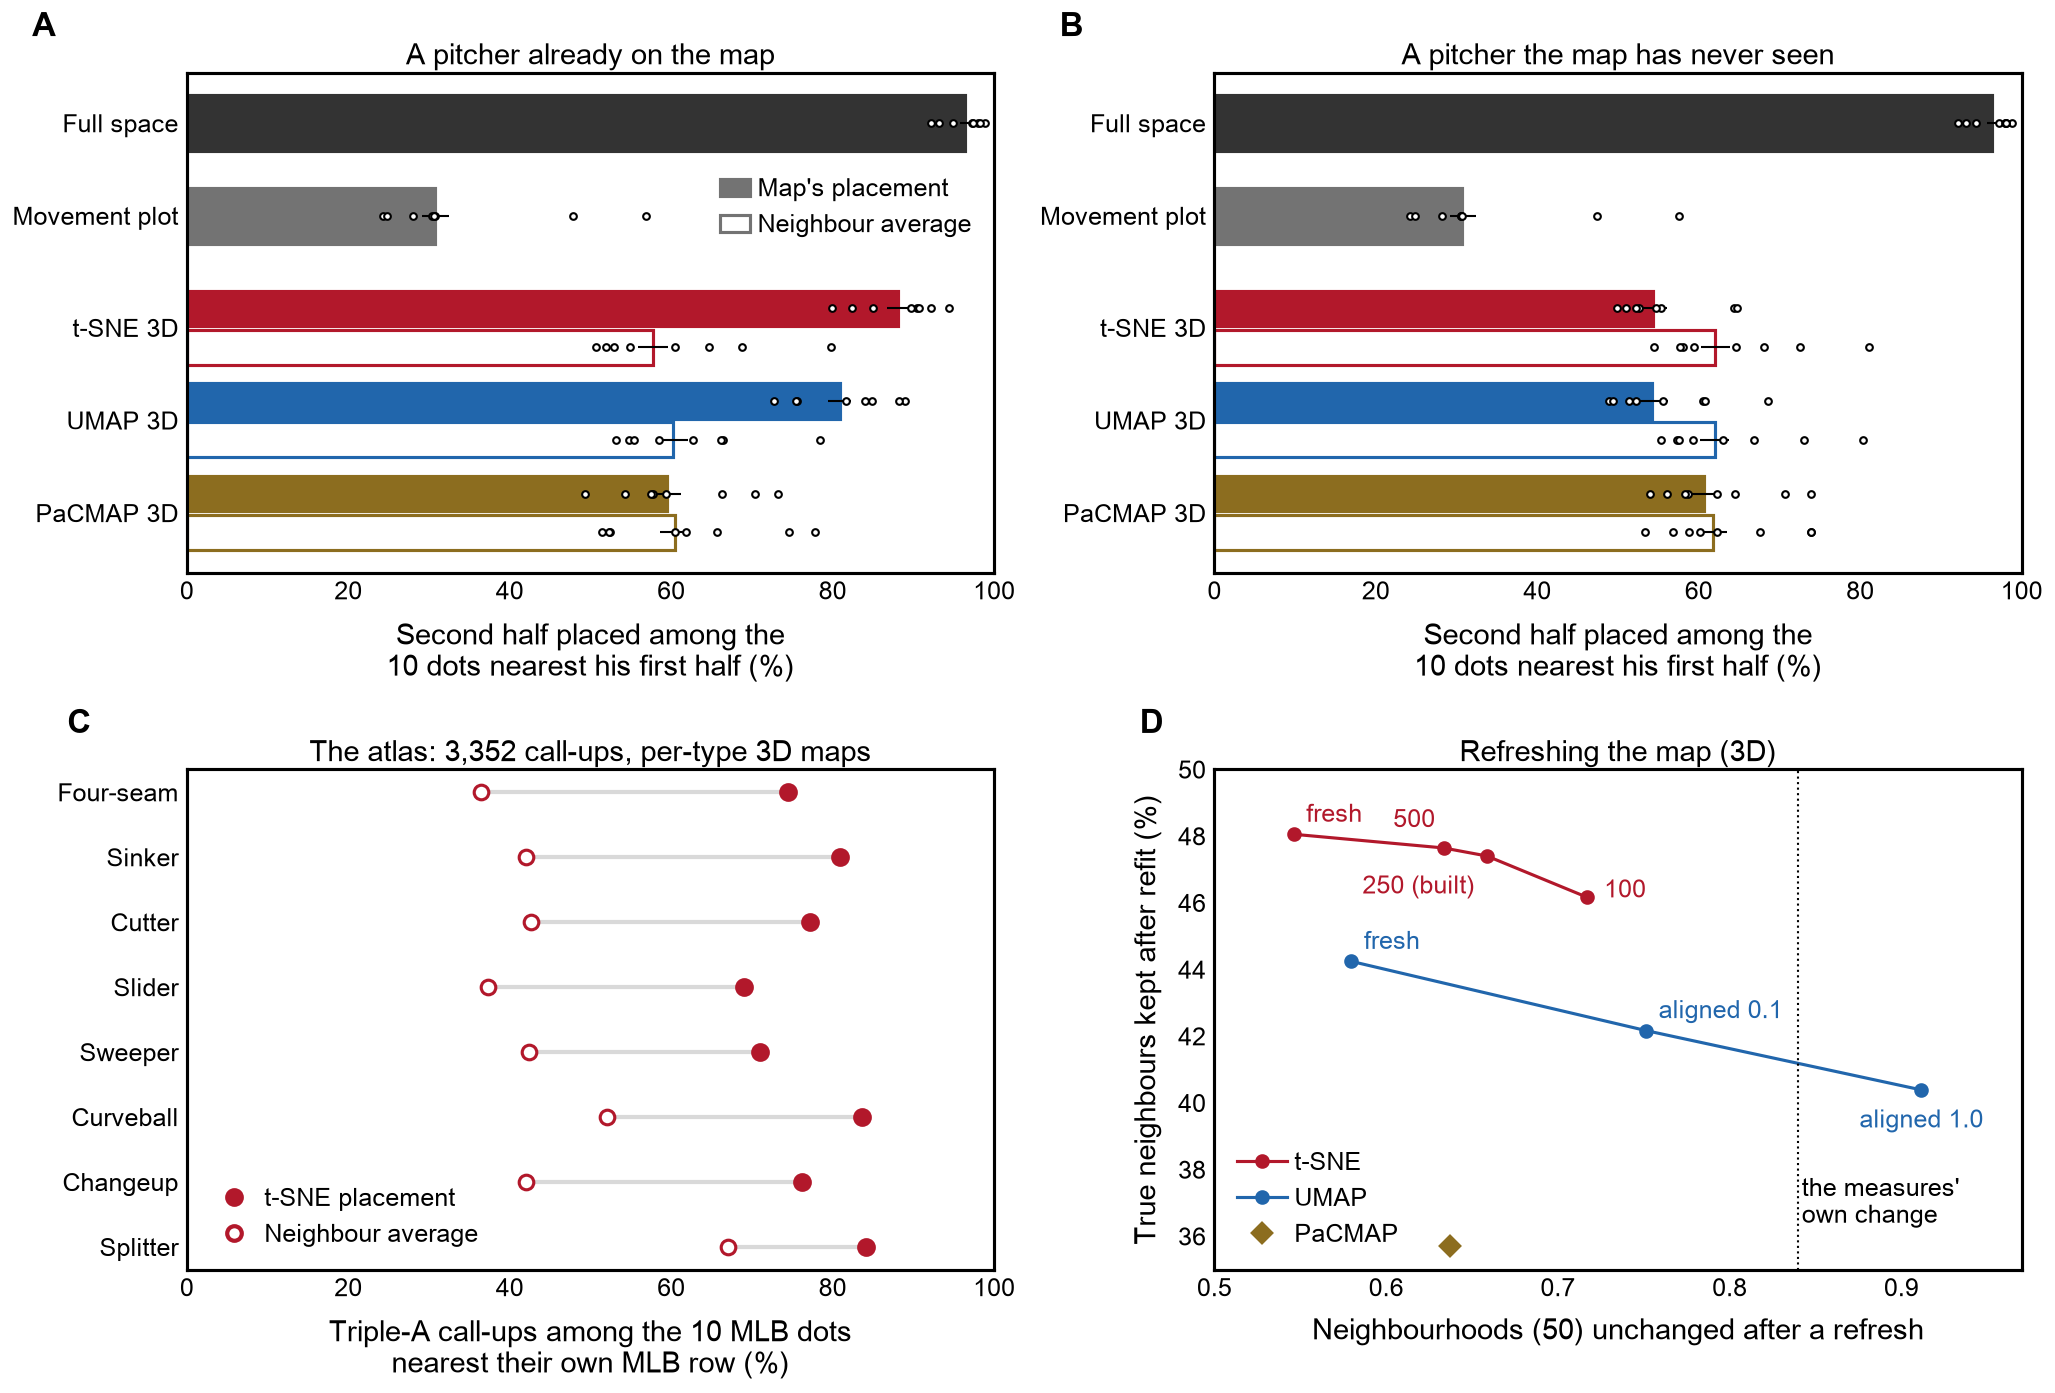 A
A pitcher already on the map
Full space
Movement plot
t-SNE 3D
UMAP 3D
PaCMAP 3D
Map's placement
Neighbour average
0 20 40 60 80 100
Second half placed among the
10 dots nearest his first half (%)
B
A pitcher the map has never seen
Full space
Movement plot
t-SNE 3D
UMAP 3D
PaCMAP 3D
0 20 40 60 80 100
Second half placed among the
10 dots nearest his first half (%)
C
The atlas: 3,352 call-ups, per-type 3D maps
Four-seam
Sinker
Cutter
Slider
Sweeper
Curveball
Changeup
Splitter
t-SNE placement
Neighbour average
0 20 40 60 80 100
Triple-A call-ups among the 10 MLB dots
nearest their own MLB row (%)
D
Refreshing the map (3D)
True neighbours kept after refit (%)
50
48
46
44
42
40
38
36
fresh
500
250 (built)
100
fresh
aligned 0.1
aligned 1.0
t-SNE
UMAP
PaCMAP
the measures'
own change
0.5 0.6 0.7 0.8 0.9
Neighbourhoods (50) unchanged after a refresh